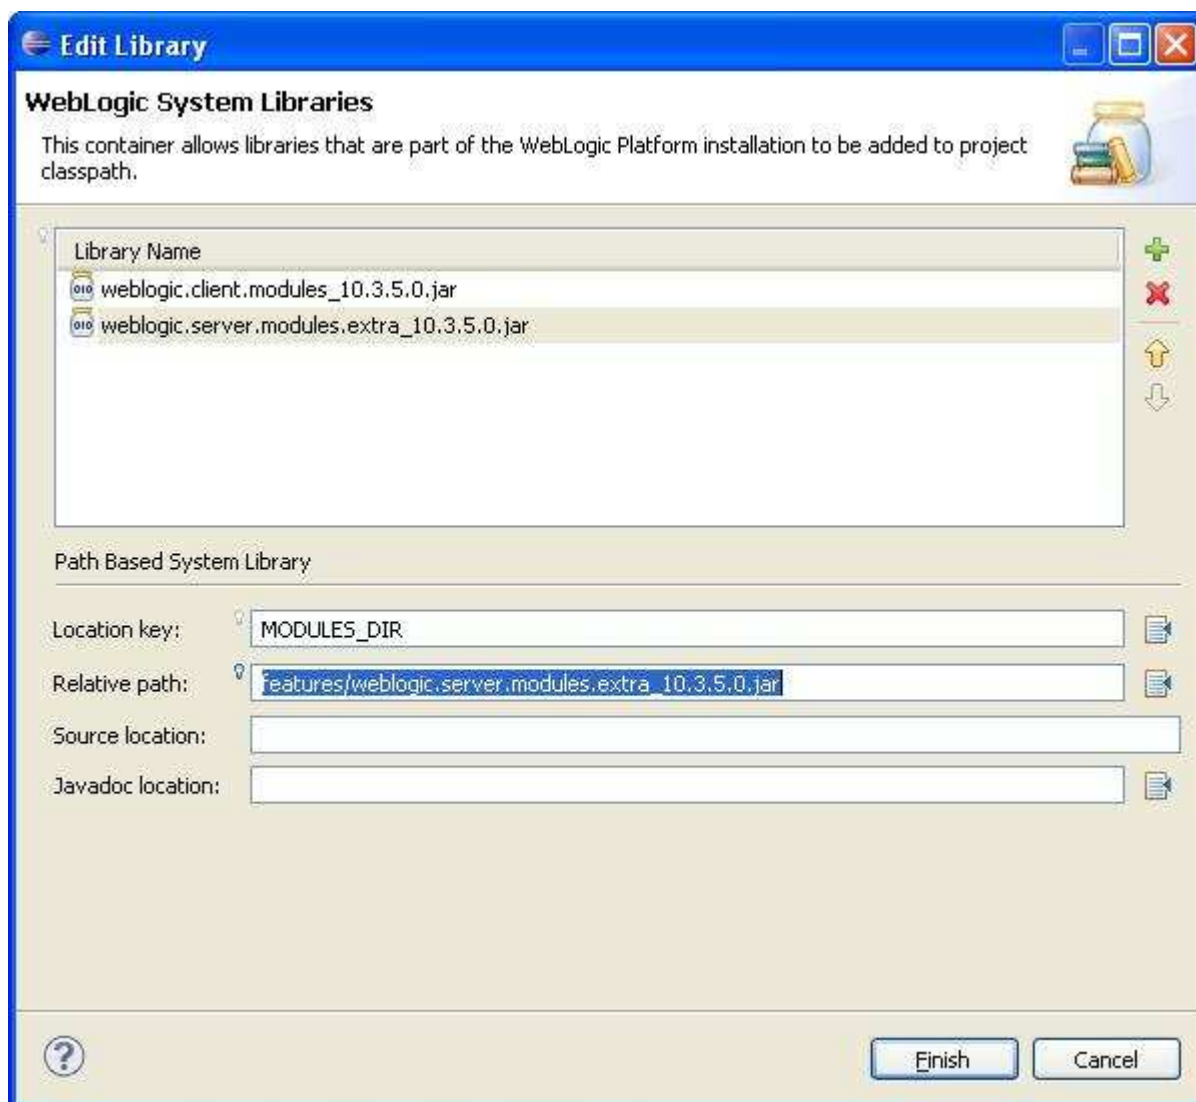 Edit Library
WebLogic System Libraries
This container allows libraries that are part of the WebLogic Platform installation to be added to project
classpath.
Library Name
010 weblogic.client.modules_10.3.5.0.jar
010 weblogic.server.modules.extra_10.3.5.0.jar
Path Based System Library
Location key: MODULES_DIR
Relative path: features/weblogic.server.modules.extra_10.3.5.0.jar
Source location:
Javadoc location:
? Finish Cancel